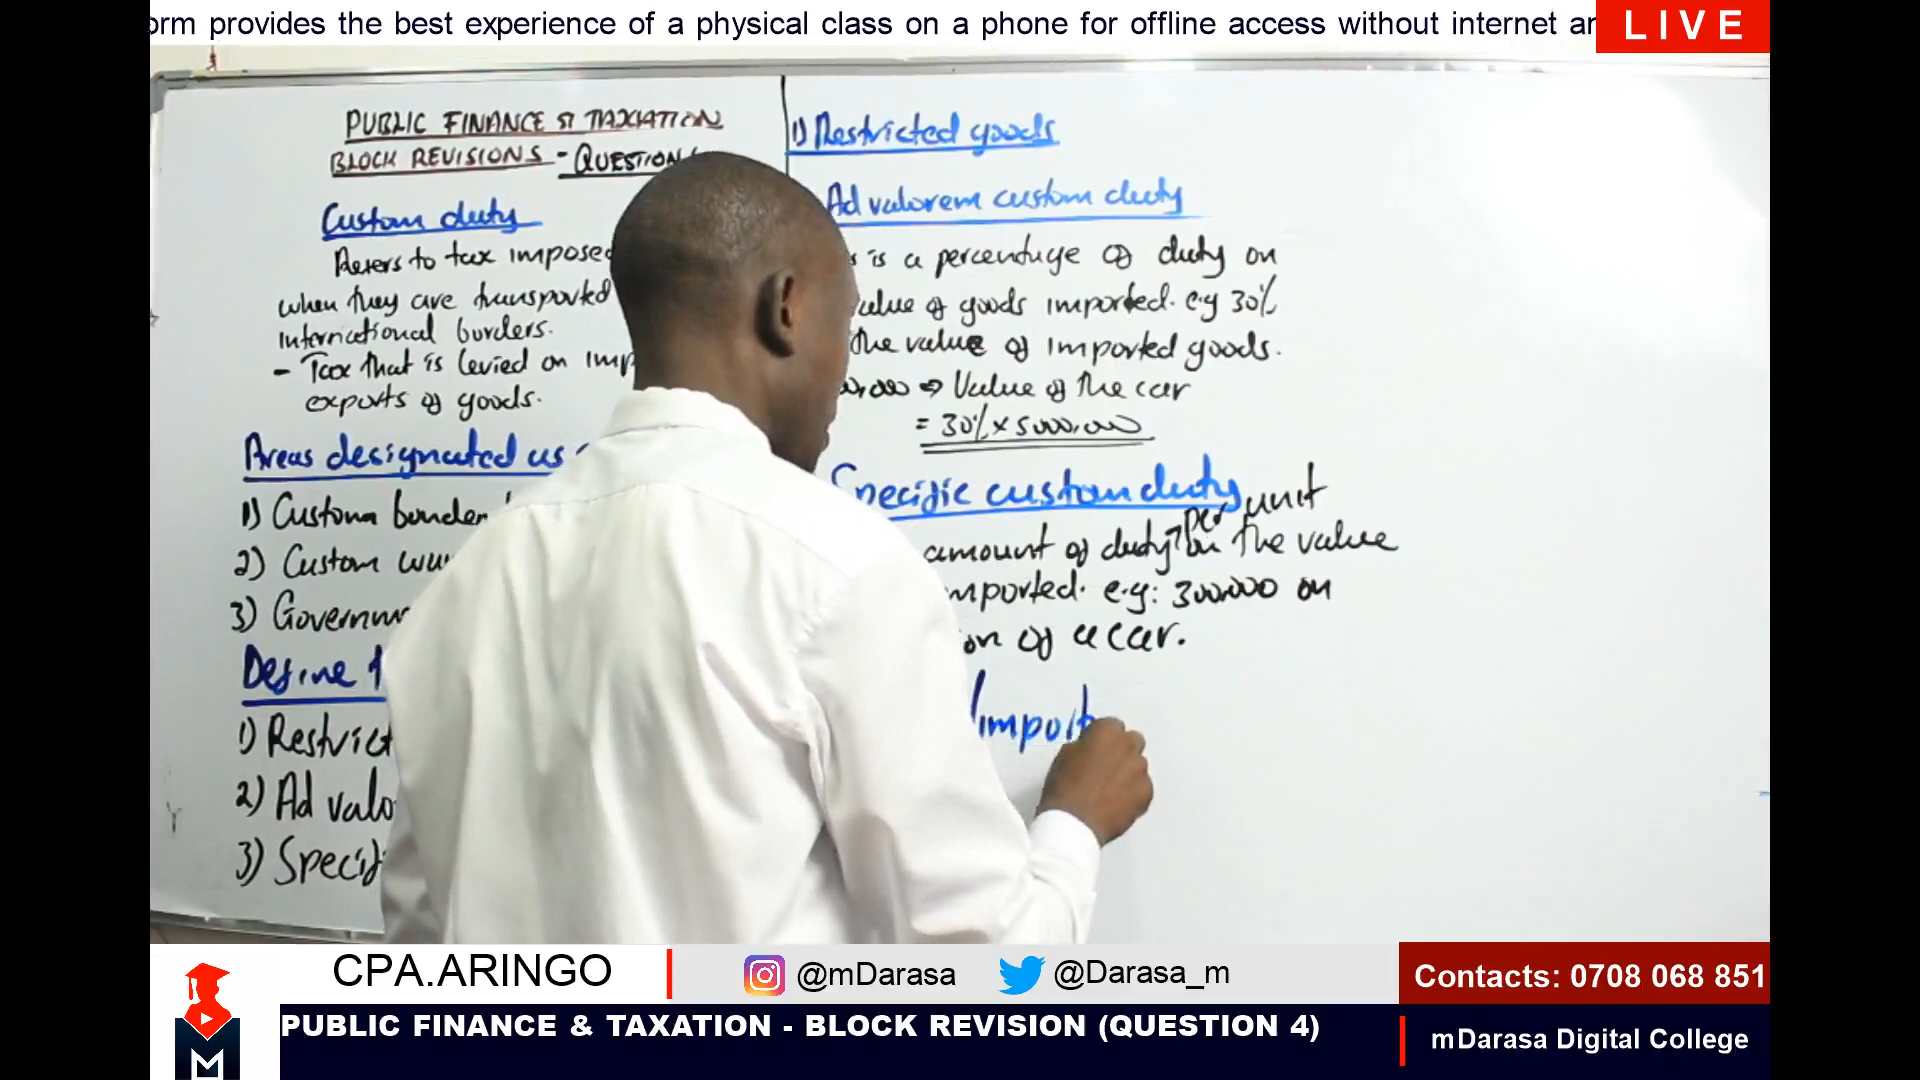 orm provides the best experience of a physical class on a phone for offline access without internet an
LIVE
PUBLIC FINANCE & TAXATION
BLOCK REVISIONS - QUESTION
Custom duty
Refers to tax imposed
when they are transported
International borders.
- Tax that is levied on imp
exports of goods.
Areas designated as
1) Custom border
2) Custom
3) Governm
Define
1) Restrict
2) Ad valo
3) Specif
1) Restricted goods
Ad valorem custom duty
is a percentage of duty on
value of goods imported. e.g 30%
the value of imported goods.
⇒ Value of the car
= 30% x 5000,000
Specific custom duty
per unit
amount of duty on the value
imported. e.g: 300,000 on
of a car.
import
CPA.ARINGO
@mDarasa
@Darasa_m
Contacts: 0708 068 851
M
PUBLIC FINANCE & TAXATION - BLOCK REVISION (QUESTION 4)
mDarasa Digital College